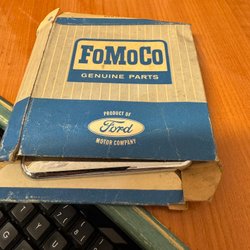 FoMoCo
GENUINE PARTS
PRODUCT OF
Ford
MOTOR COMPANY